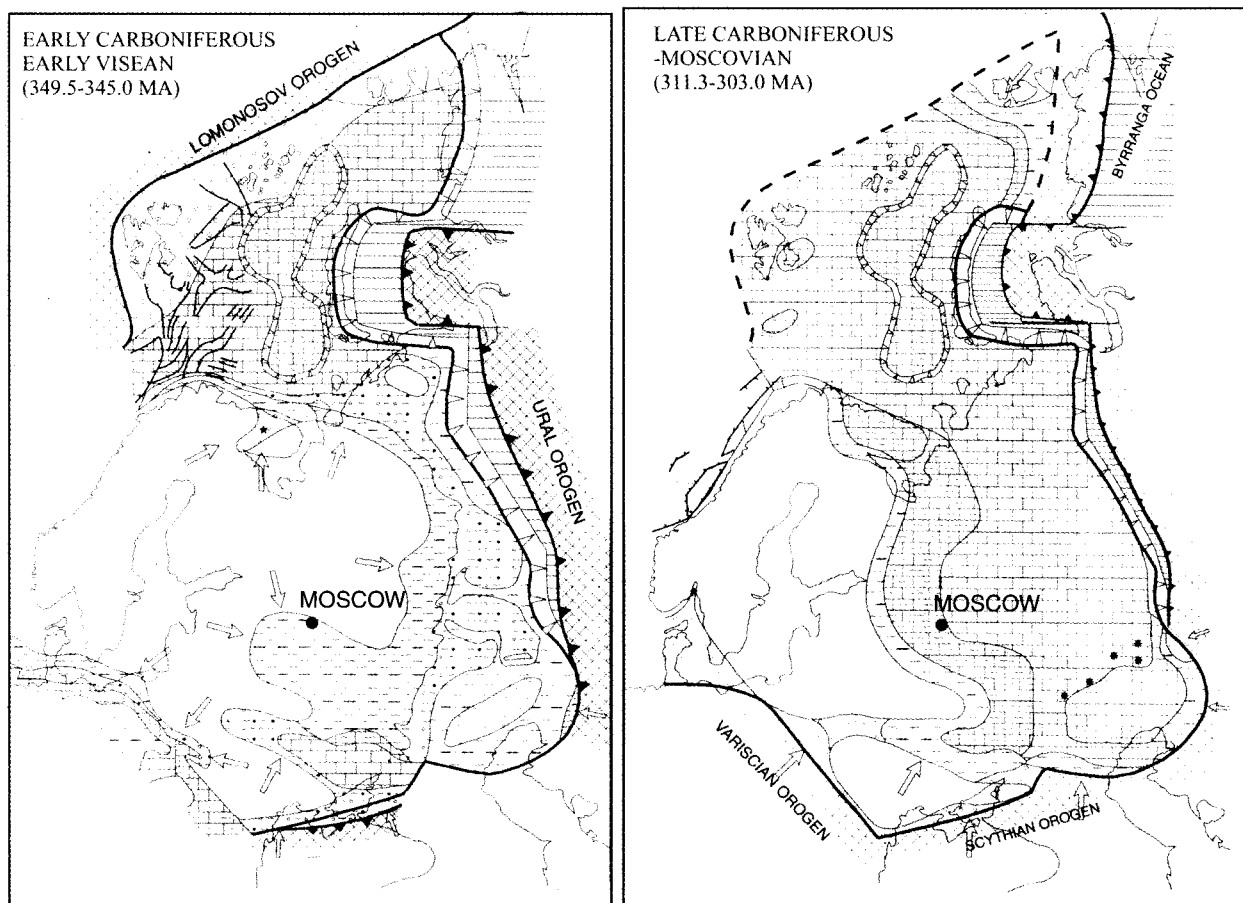 EARLY CARBONIFEROUS
EARLY VISEAN
(349.5-345.0 MA)
LOMONOSOV OROGEN
URAL OROGEN
MOSCOW
LATE CARBONIFEROUS
-MOSCOVIAN
(311.3-303.0 MA)
BYRRANGA OCEAN
MOSCOW
VARISCIAN OROGEN
SCYTHIAN OROGEN